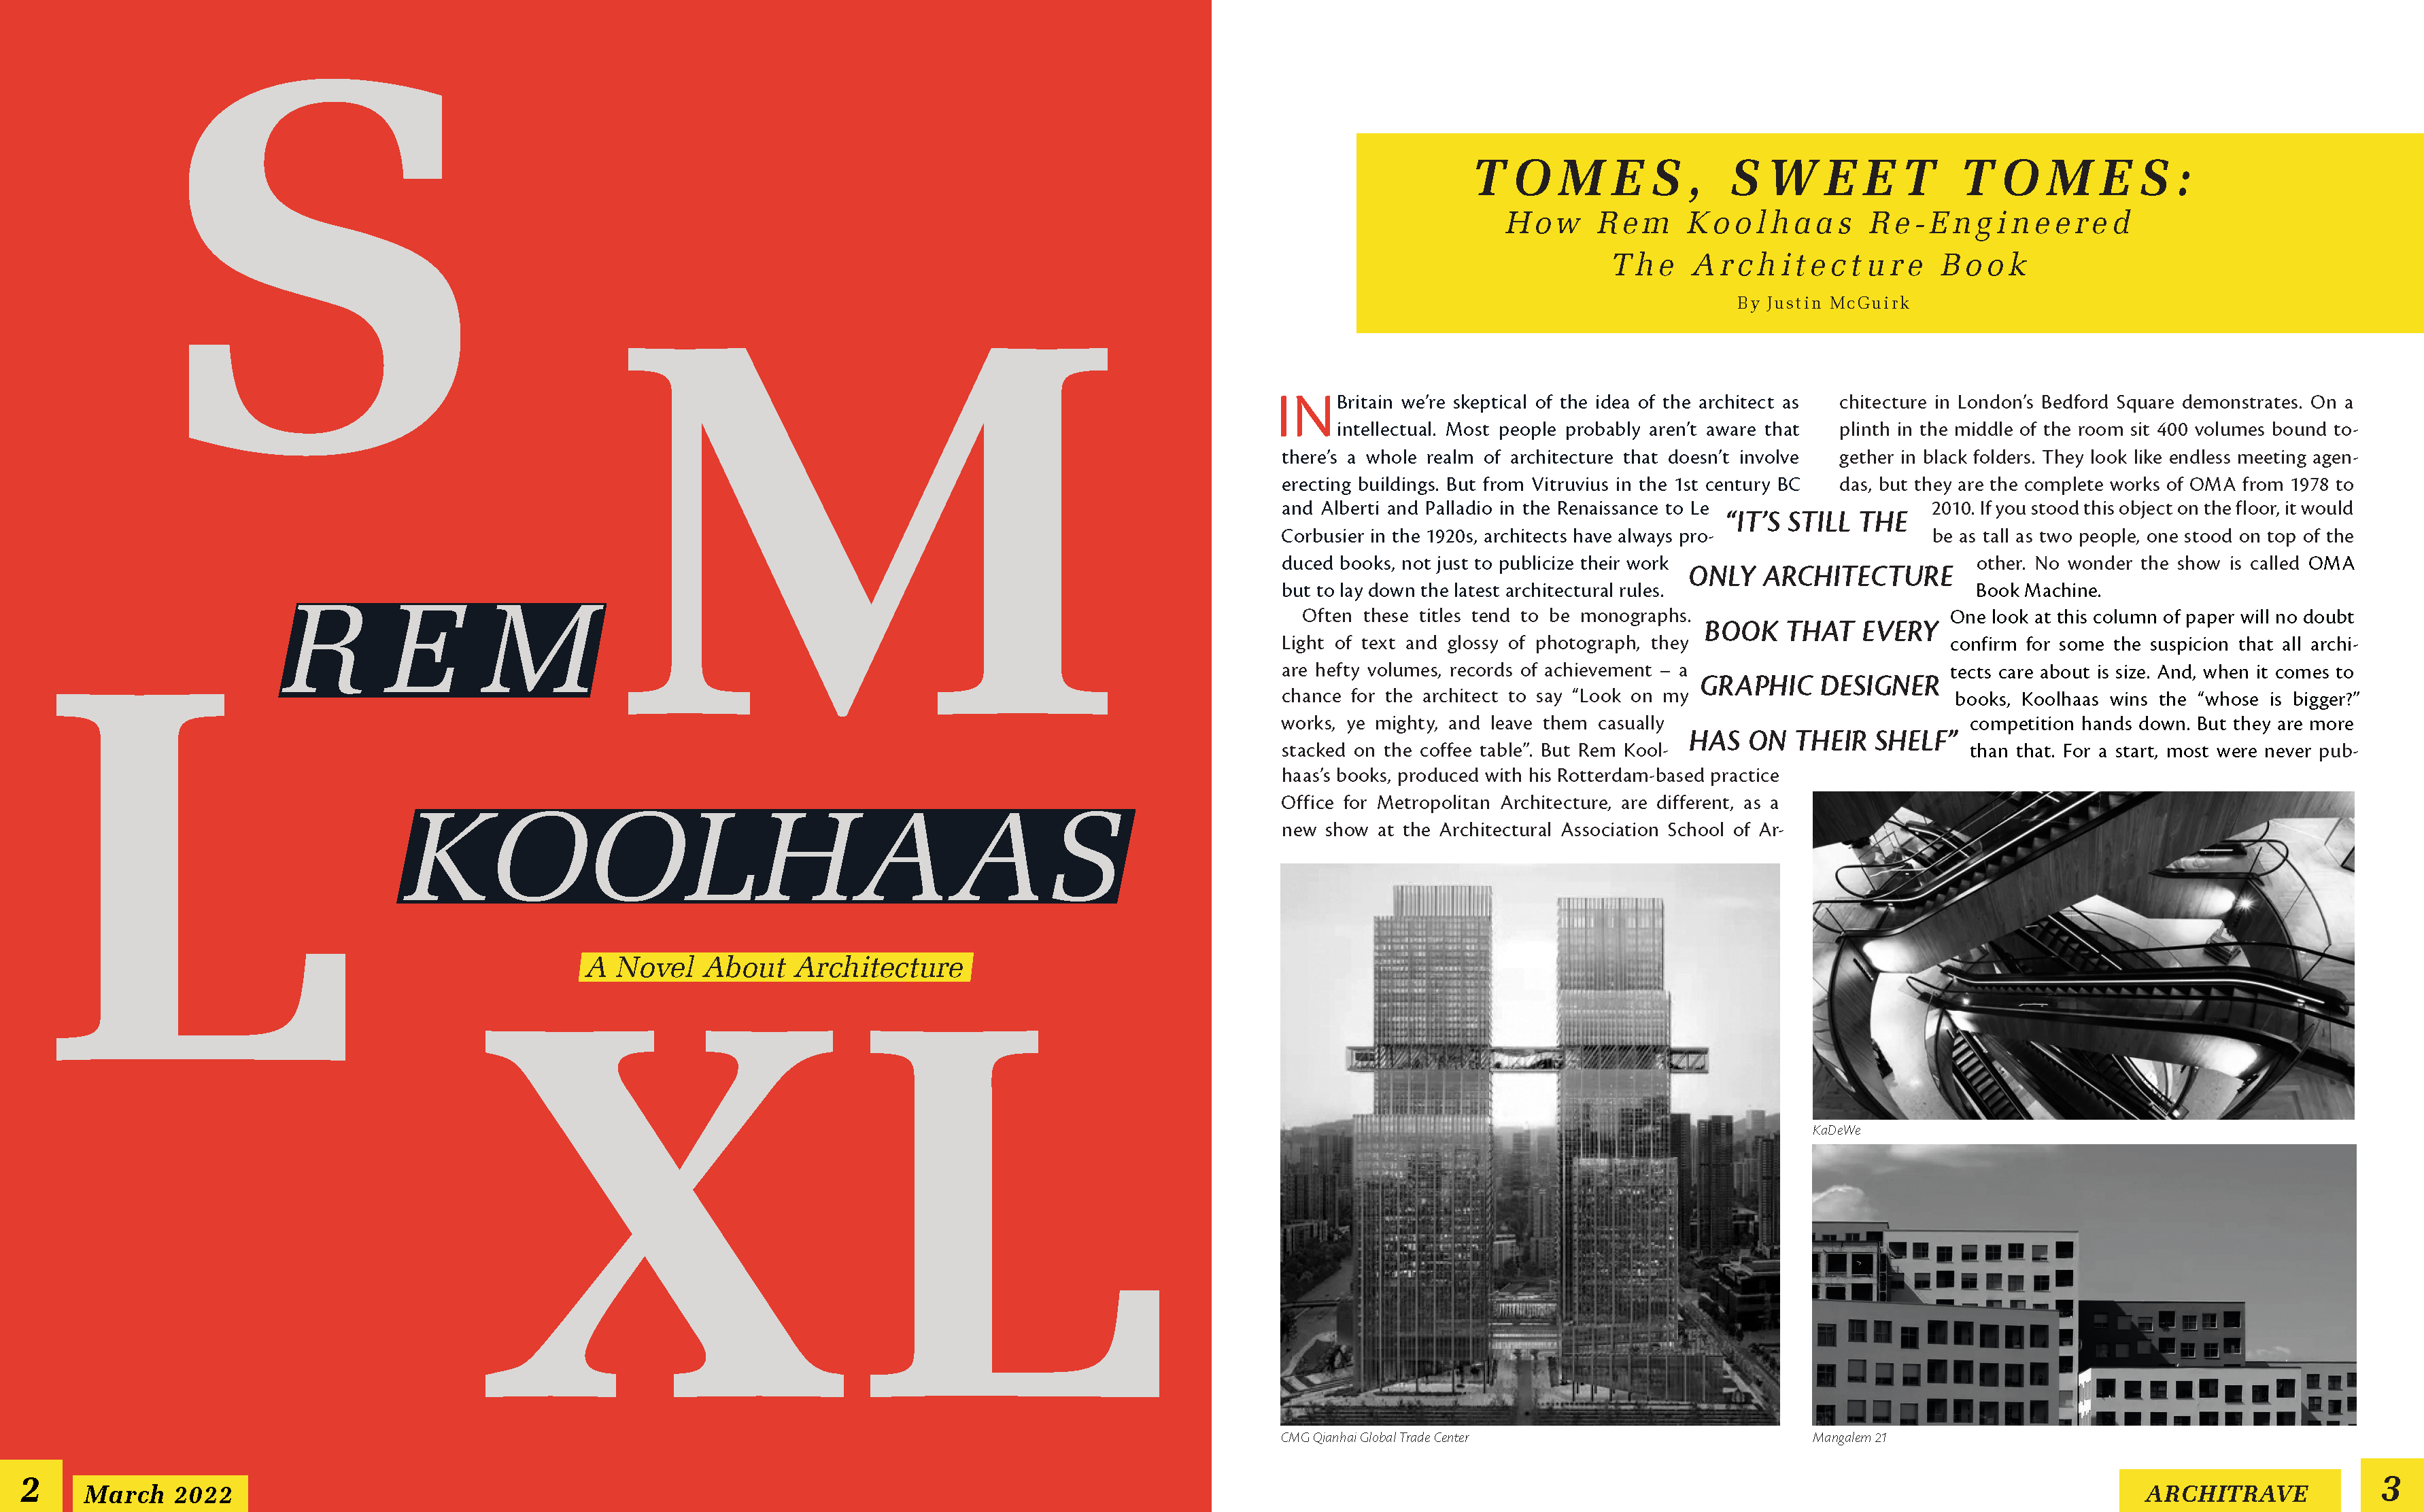 S
M
REM
L
KOOLHAAS
A Novel About Architecture
XL
2
March 2022
TOMES, SWEET TOMES:
How Rem Koolhaas Re-Engineered
The Architecture Book
By Justin McGuirk
IN Britain we’re skeptical of the idea of the architect as
intellectual. Most people probably aren’t aware that
there’s a whole realm of architecture that doesn’t involve
erecting buildings. But from Vitruvius in the 1st century BC
and Alberti and Palladio in the Renaissance to Le
Corbusier in the 1920s, architects have always pro-
duced books, not just to publicize their work
but to lay down the latest architectural rules.
Often these titles tend to be monographs.
Light of text and glossy of photograph, they
are hefty volumes, records of achievement – a
chance for the architect to say “Look on my
works, ye mighty, and leave them casually
stacked on the coffee table”. But Rem Kool-
haas’s books, produced with his Rotterdam-based practice
Office for Metropolitan Architecture, are different, as a
new show at the Architectural Association School of Ar-
“IT’S STILL THE
ONLY ARCHITECTURE
BOOK THAT EVERY
GRAPHIC DESIGNER
HAS ON THEIR SHELF”
chitecture in London’s Bedford Square demonstrates. On a
plinth in the middle of the room sit 400 volumes bound to-
gether in black folders. They look like endless meeting agen-
das, but they are the complete works of OMA from 1978 to
2010. If you stood this object on the floor, it would
be as tall as two people, one stood on top of the
other. No wonder the show is called OMA
Book Machine.
One look at this column of paper will no doubt
confirm for some the suspicion that all archi-
tects care about is size. And, when it comes to
books, Koolhaas wins the “whose is bigger?”
competition hands down. But they are more
than that. For a start, most were never pub-
CMG Qianhai Global Trade Center
KaDeWe
Mangalem 21
ARCHITRAVE
3